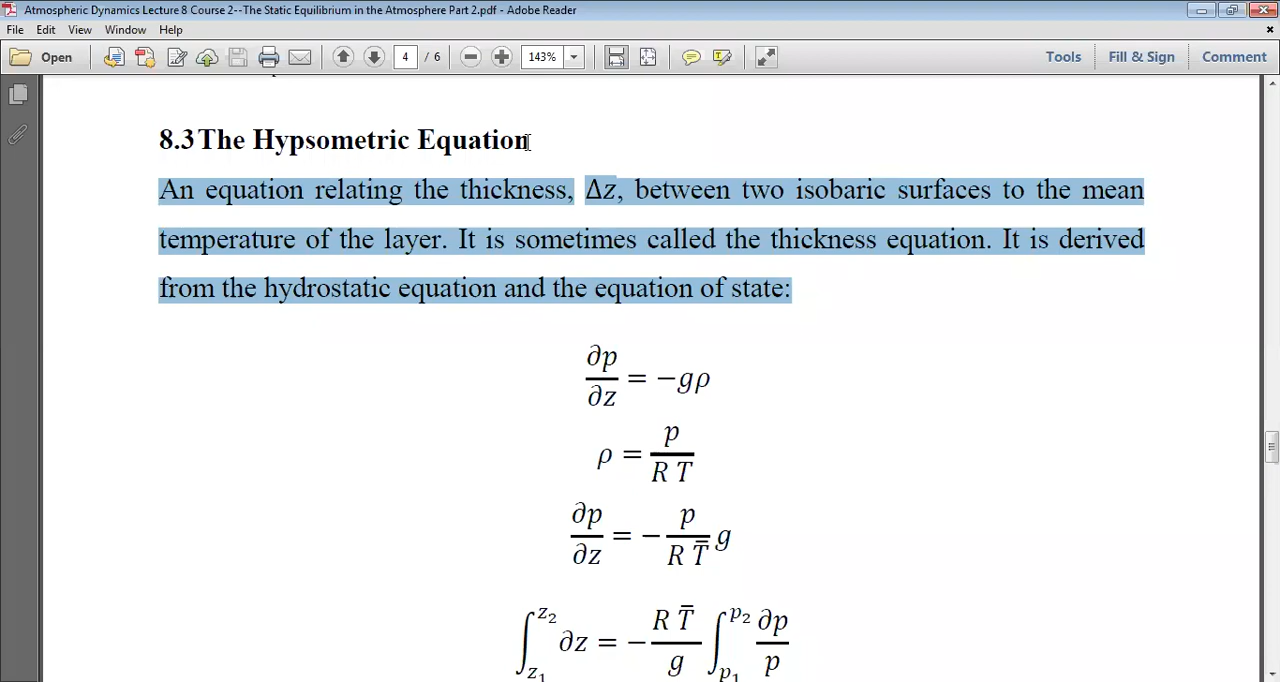 Atmospheric Dynamics Lecture 8 Course 2--The Static Equilibrium in the Atmosphere Part 2.pdf - Adobe Reader
File Edit View Window Help
Open 4 / 6 143% Tools Fill & Sign Comment
8.3 The Hypsometric Equation
An equation relating the thickness, Δz, between two isobaric surfaces to the mean
temperature of the layer. It is sometimes called the thickness equation. It is derived
from the hydrostatic equation and the equation of state:
∂p/∂z = −gρ
ρ = p/(R T)
∂p/∂z = − p/(R T̿) g
∫_{z₁}^{z₂} ∂z = − (R T̿)/g ∫_{p₁}^{p₂} ∂p/p